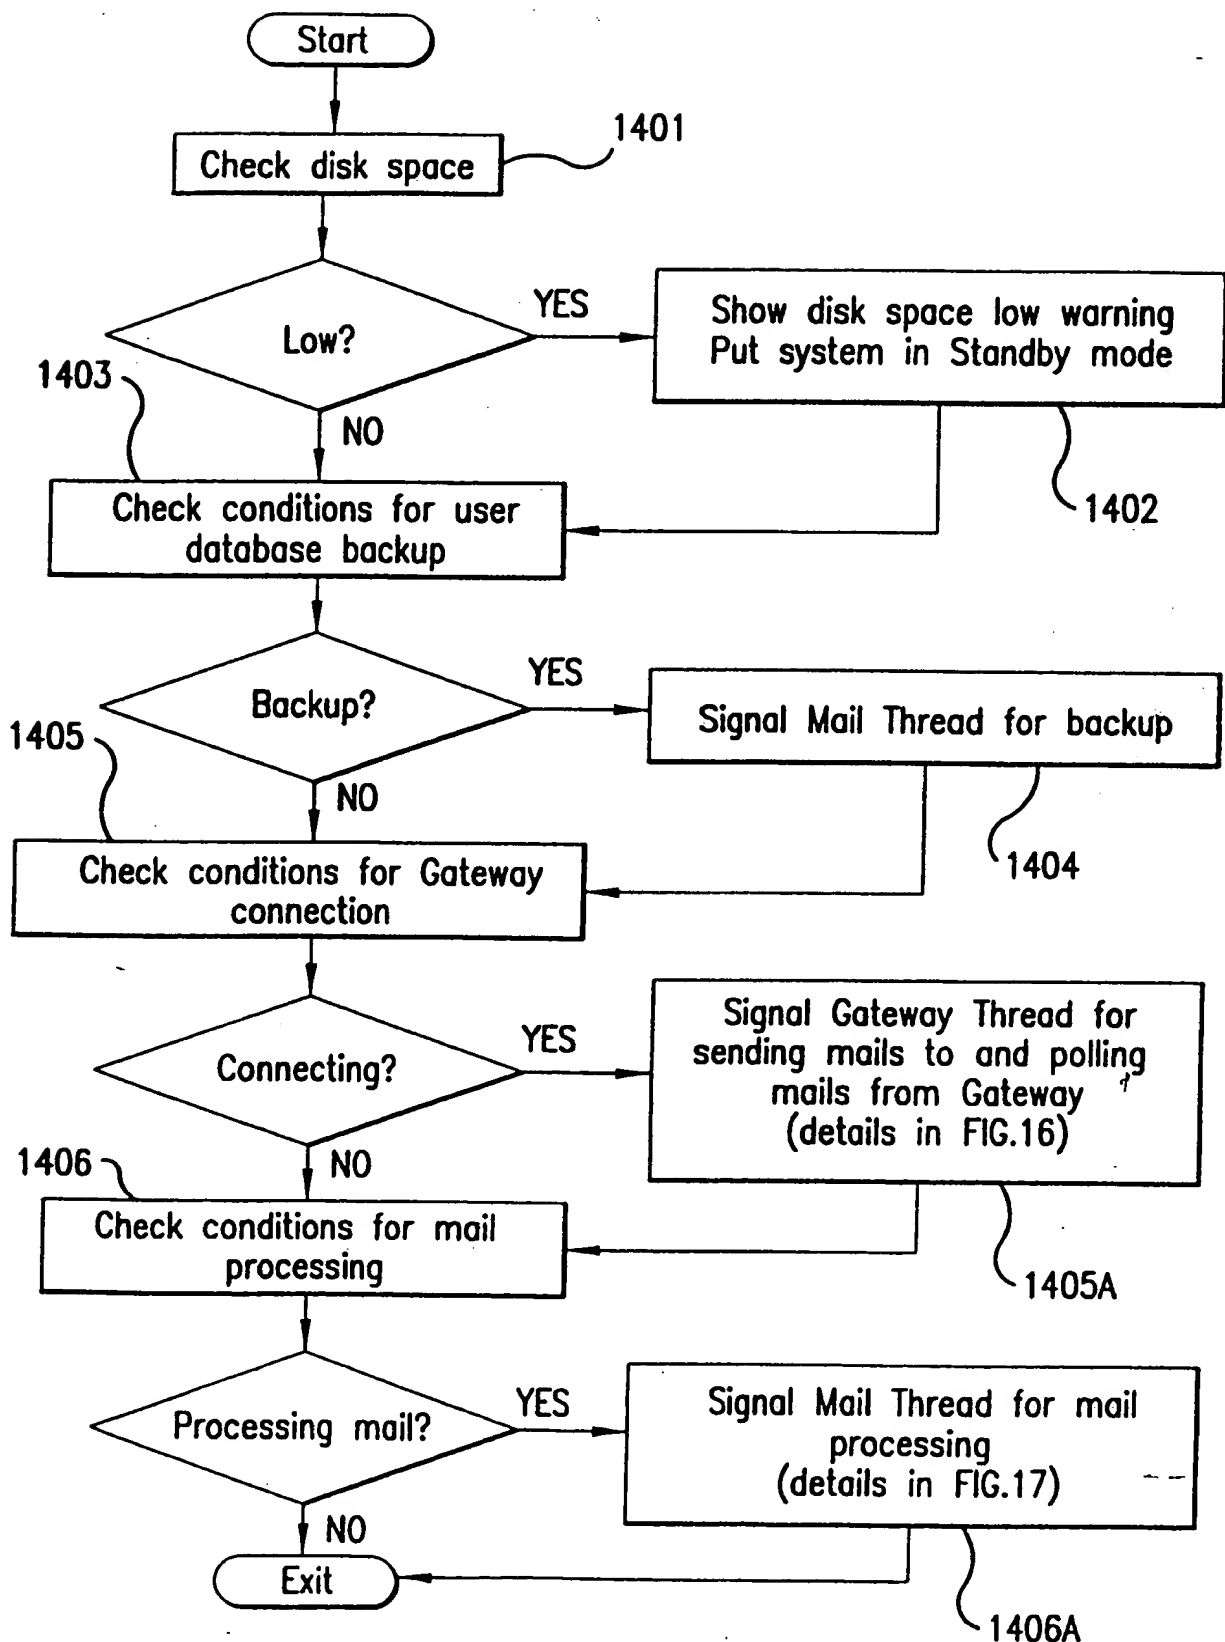 Start
1401
Check disk space
YES
Low?
Show disk space low warning
Put system in Standby mode
1403
NO
1402
Check conditions for user
database backup
YES
Backup?
Signal Mail Thread for backup
1405
NO
1404
Check conditions for Gateway
connection
YES
Connecting?
Signal Gateway Thread for
sending mails to and polling
mails from Gateway
(details in FIG.16)
1406
NO
Check conditions for mail
processing
1405A
YES
Processing mail?
Signal Mail Thread for mail
processing
(details in FIG.17)
NO
Exit
1406A